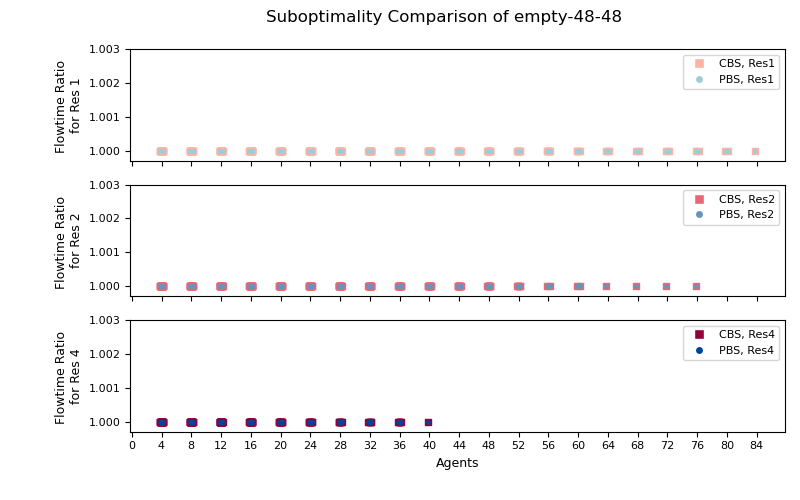 Suboptimality Comparison of empty-48-48
Flowtime Ratio
for Res 1
1.003
1.002
1.001
1.000
CBS, Res1
PBS, Res1
Flowtime Ratio
for Res 2
1.003
1.002
1.001
1.000
CBS, Res2
PBS, Res2
Flowtime Ratio
for Res 4
1.003
1.002
1.001
1.000
CBS, Res4
PBS, Res4
0 4 8 12 16 20 24 28 32 36 40 44 48 52 56 60 64 68 72 76 80 84
Agents